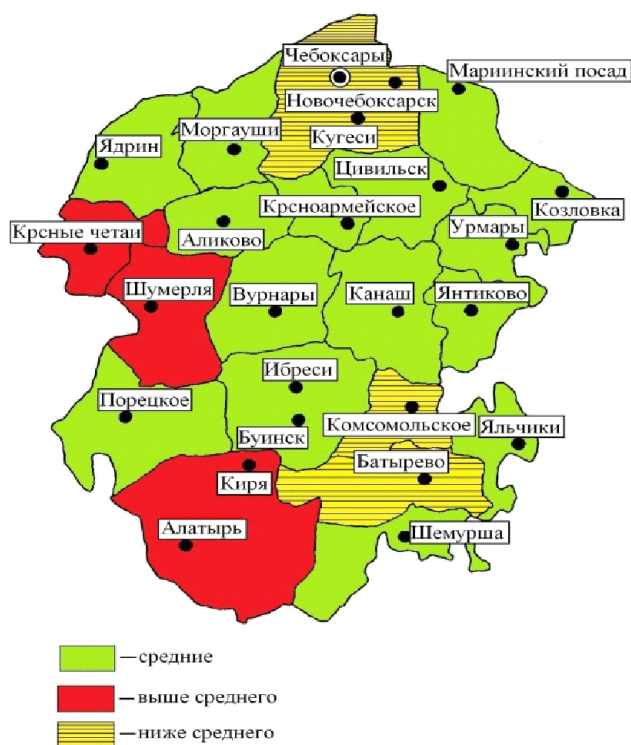 Чебоксары
Мариинский посад
Новочебоксарск
Моргауши
Кугеси
Ядрин
Цивильск
Козловка
Крсноармейское
Крсные четаи
Аликово
Урмары
Шумерля
Вурнары
Канаш
Янтиково
Ибреси
Порецкое
Комсомольское
Яльчики
Буинск
Батырево
Киря
Алатырь
Шемурша
– средние
– выше среднего
– ниже среднего